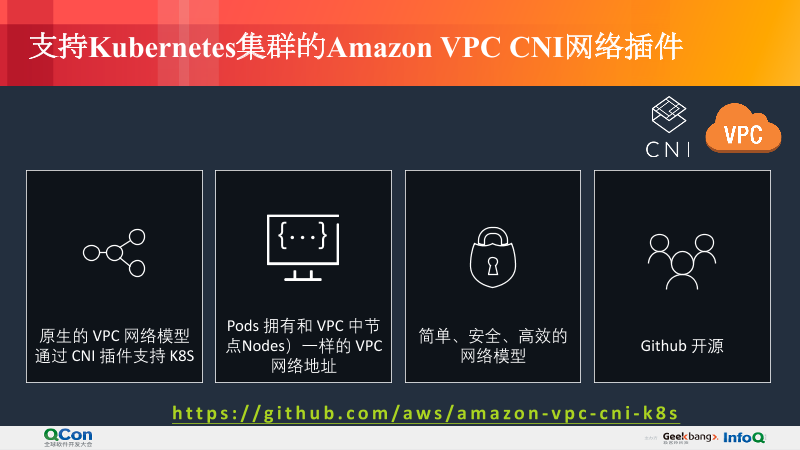 支持Kubernetes集群的Amazon VPC CNI网络插件
CNI
VPC
{...}
原生的 VPC 网络模型
通过 CNI 插件支持 K8S
Pods 拥有和 VPC 中节
点Nodes）一样的 VPC
网络地址
简单、安全、高效的
网络模型
Github 开源
https://github.com/aws/amazon-vpc-cni-k8s
QCon
全球软件开发大会
Geekbang>.
InfoQ